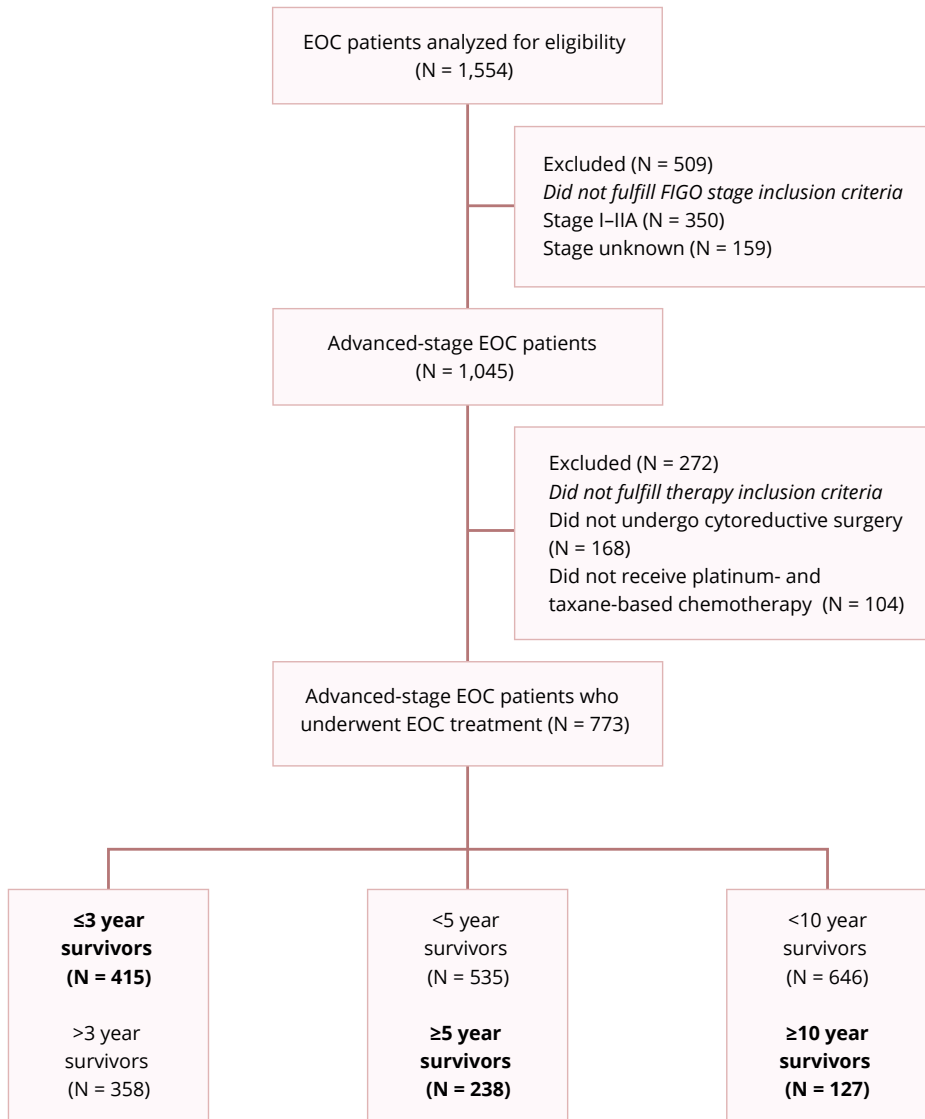 EOC patients analyzed for eligibility
(N = 1,554)
Excluded (N = 509)
Did not fulfill FIGO stage inclusion criteria
Stage I–IIA (N = 350)
Stage unknown (N = 159)
Advanced-stage EOC patients
(N = 1,045)
Excluded (N = 272)
Did not fulfill therapy inclusion criteria
Did not undergo cytoreductive surgery
(N = 168)
Did not receive platinum- and
taxane-based chemotherapy (N = 104)
Advanced-stage EOC patients who
underwent EOC treatment (N = 773)
≤3 year
survivors
(N = 415)
>3 year
survivors
(N = 358)
<5 year
survivors
(N = 535)
≥5 year
survivors
(N = 238)
<10 year
survivors
(N = 646)
≥10 year
survivors
(N = 127)